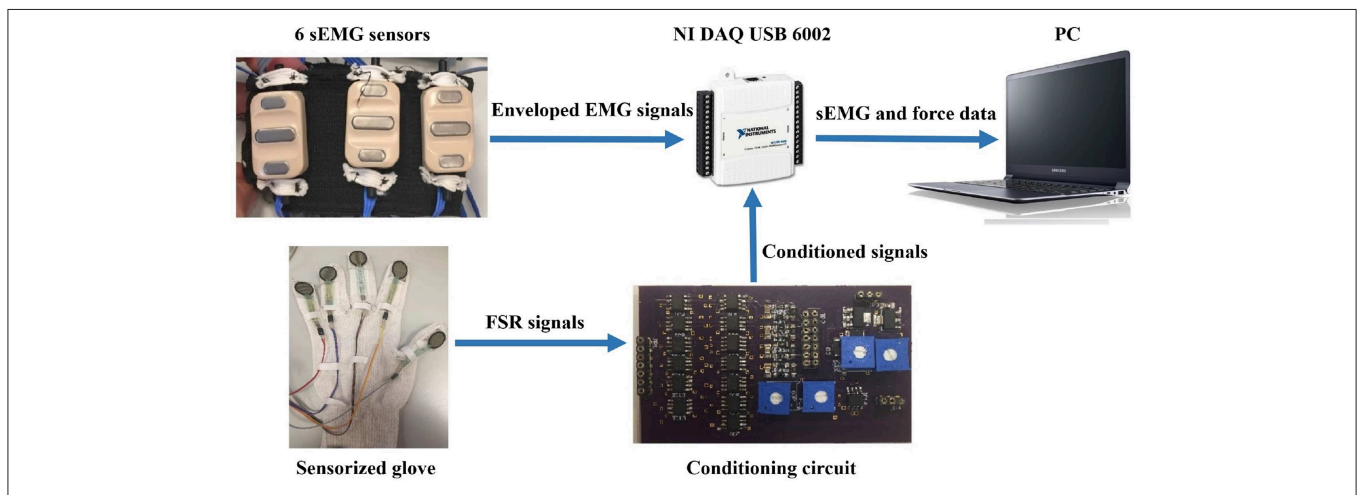 6 sEMG sensors
NI DAQ USB 6002
PC
Enveloped EMG signals
sEMG and force data
NATIONAL
INSTRUMENTS
SAMSUNG
Conditioned signals
FSR signals
Sensorized glove
Conditioning circuit